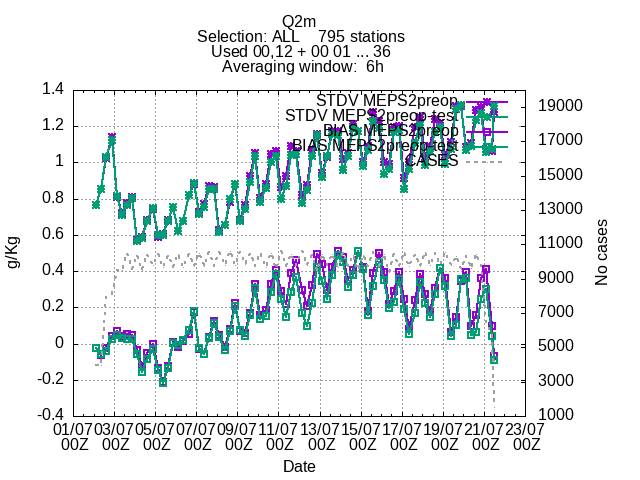 Q2m
Selection: ALL 795 stations
Used 00,12 + 00 01 ... 36
Averaging window: 6h
STDV MEPS2preop
STDV MEPS2preop-test
BIAS MEPS2preop
BIAS MEPS2preop-test
CASES
1.4
1.2
1
0.8
0.6
0.4
0.2
0
-0.2
-0.4
g/Kg
19000
17000
15000
13000
11000
9000
7000
5000
3000
1000
No cases
01/07 03/07 05/07 07/07 09/07 11/07 13/07 15/07 17/07 19/07 21/07 23/07
00Z 00Z 00Z 00Z 00Z 00Z 00Z 00Z 00Z 00Z 00Z 00Z
Date